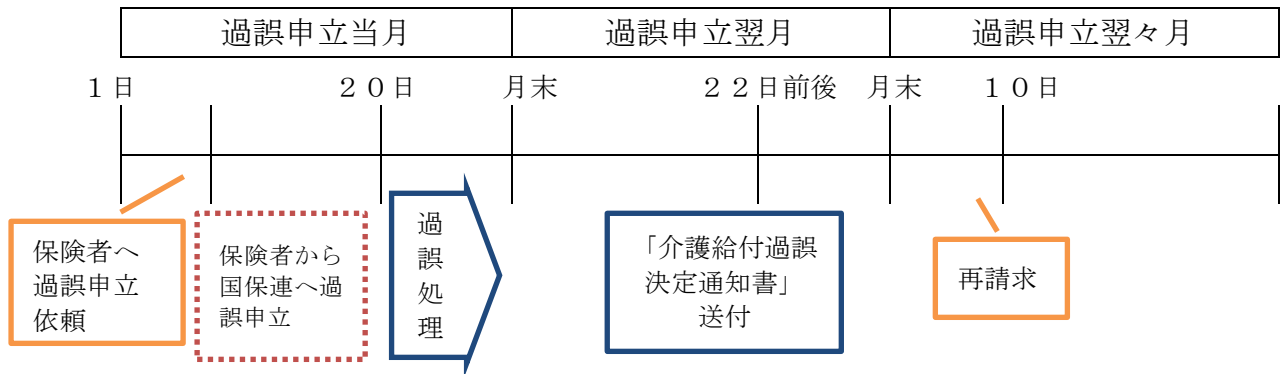 過誤申立当月 過誤申立翌月 過誤申立翌々月
１日 ２０日 月末 ２２日前後 月末 １０日
保険者へ
過誤申立
依頼
保険者から
国保連へ過
誤申立
過
誤
処
理
「介護給付過誤
決定通知書」
送付
再請求